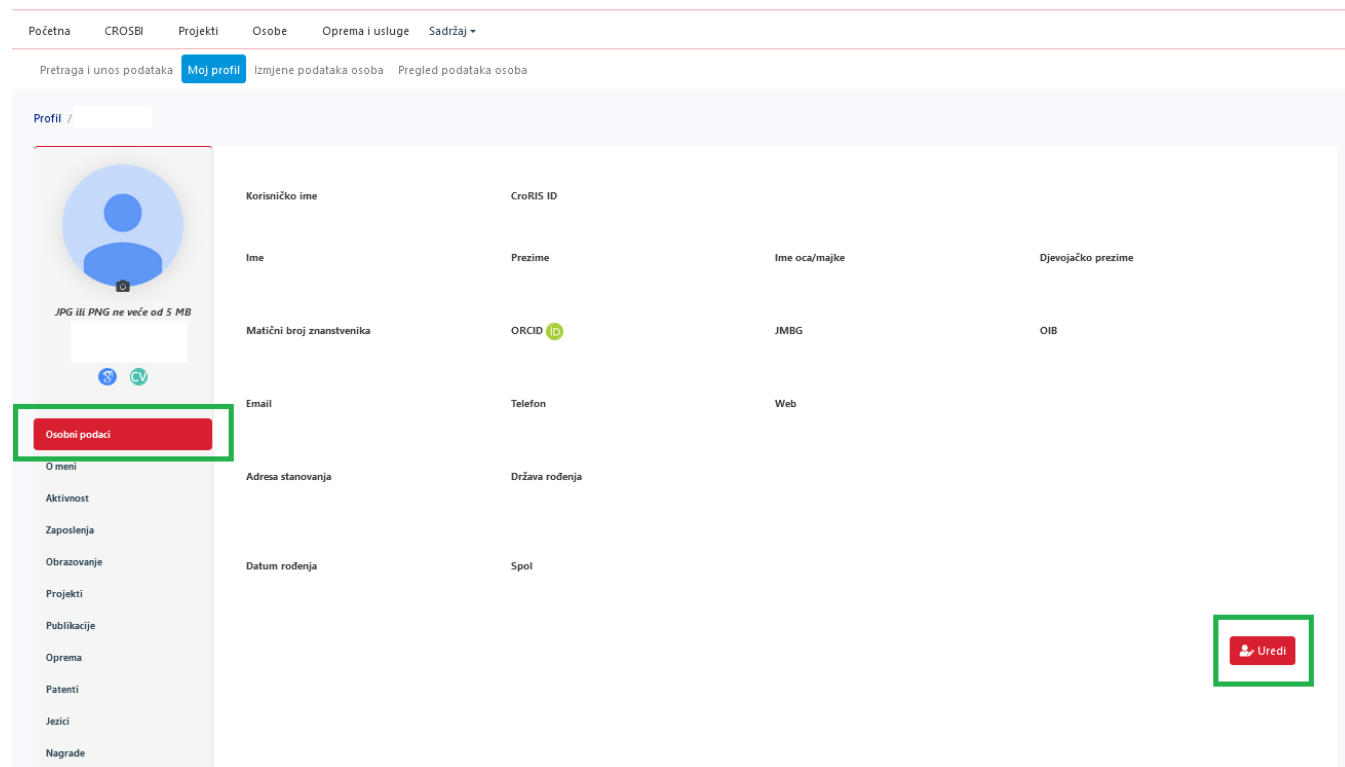 Početna CROSBI Projekti Osobe Oprema i usluge Sadržaj
Pretraga i unos podataka Moj profil Izmjene podataka osoba Pregled podataka osoba
Profil /
JPG ili PNG ne veće od 5 MB
CV
Osobni podaci
O meni
Aktivnost
Zaposlenja
Obrazovanje
Projekti
Publikacije
Oprema
Patenti
Jezici
Nagrade
Korisničko ime CroRIS ID
Ime Prezime Ime oca/majke Djevojačko prezime
Matični broj znanstvenika ORCID iD JMBG OIB
Email Telefon Web
Adresa stanovanja Država rođenja
Datum rođenja Spol
Uredi